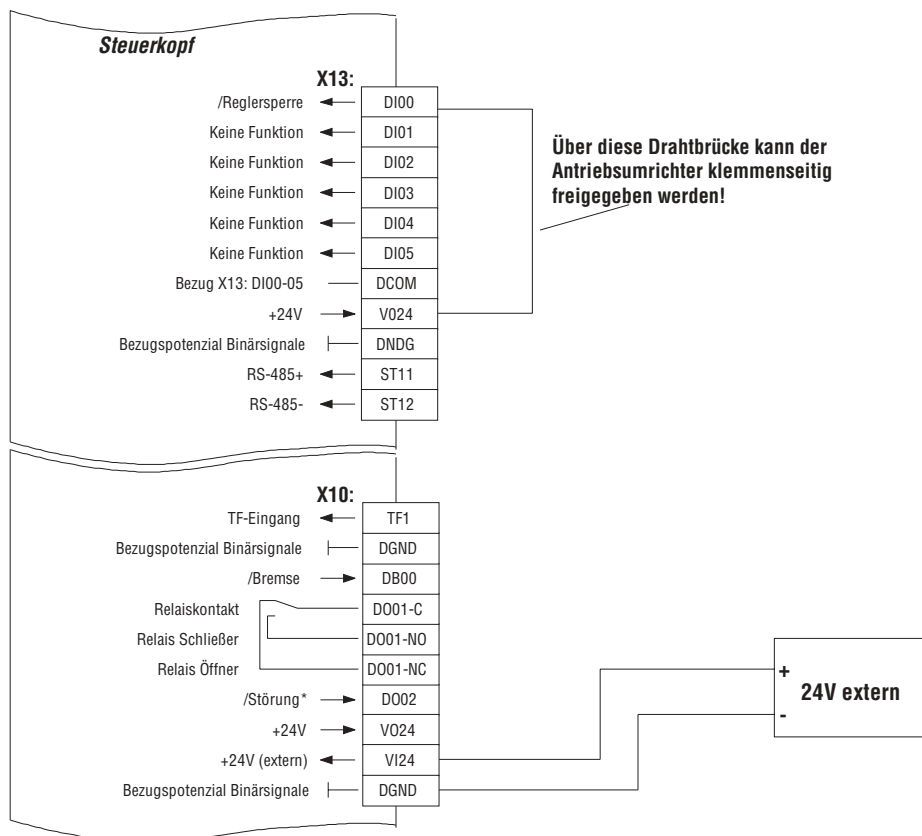 Steuerkopf
X13:
/Reglersperre DI00
Keine Funktion DI01
Keine Funktion DI02
Keine Funktion DI03
Keine Funktion DI04
Keine Funktion DI05
Bezug X13: DI00-05 DCOM
+24V VO24
Bezugspotenzial Binärsignale DNDG
RS-485+ ST11
RS-485- ST12
Über diese Drahtbrücke kann der
Antriebsumrichter klemmenseitig
freigegeben werden!
X10:
TF-Eingang TF1
Bezugspotenzial Binärsignale DGND
/Bremse DB00
Relaiskontakt DO01-C
Relais Schließer DO01-NO
Relais Öffner DO01-NC
/Störung* DO02
+24V VO24
+24V (extern) VI24
Bezugspotenzial Binärsignale DGND
+
24V extern
-